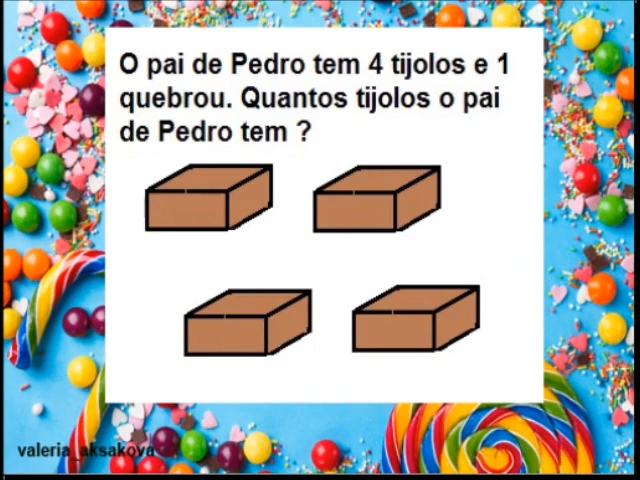 O pai de Pedro tem 4 tijolos e 1
quebrou. Quantos tijolos o pai
de Pedro tem ?
valeria_aksakova